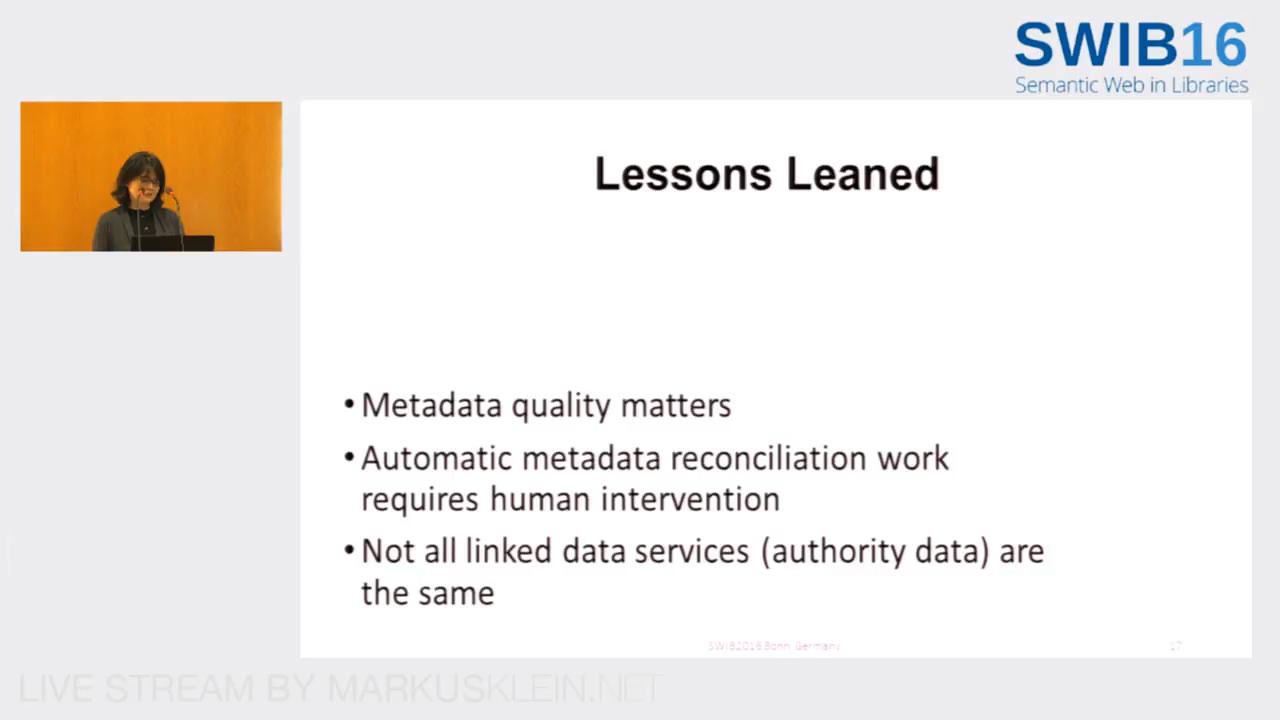 SWIB16
Semantic Web in Libraries
Lessons Leaned
• Metadata quality matters
• Automatic metadata reconciliation work
requires human intervention
• Not all linked data services (authority data) are
the same
SWIB2016 Bonn, Germany
17
LIVE STREAM BY MARKUSKLEIN.NET